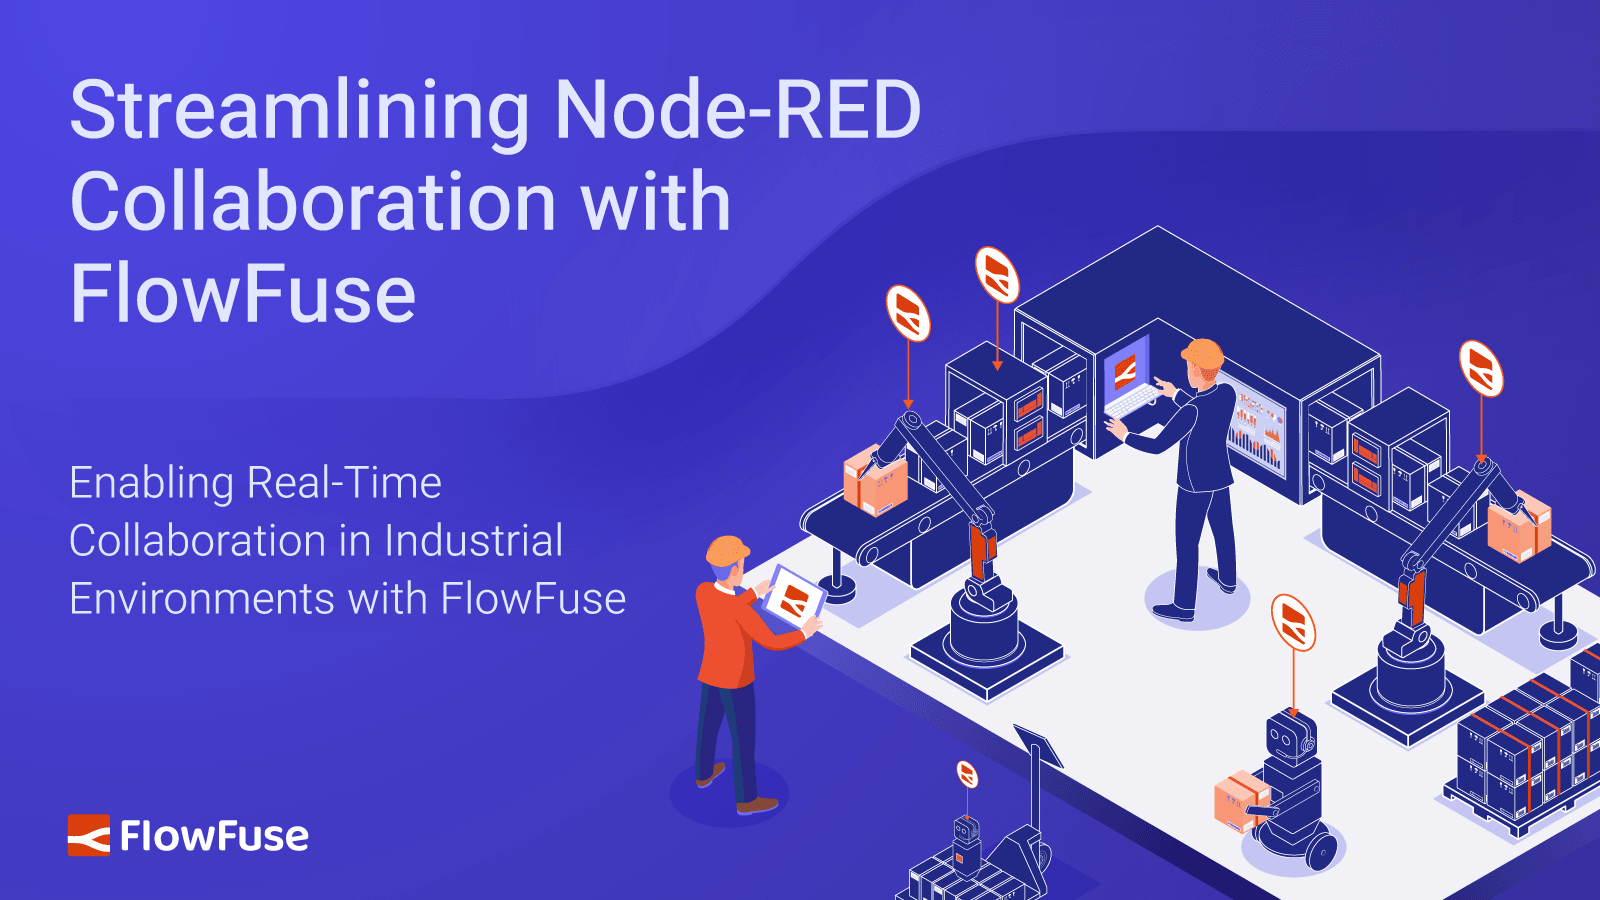 Streamlining Node-RED
Collaboration with
FlowFuse
Enabling Real-Time
Collaboration in Industrial
Environments with FlowFuse
FlowFuse